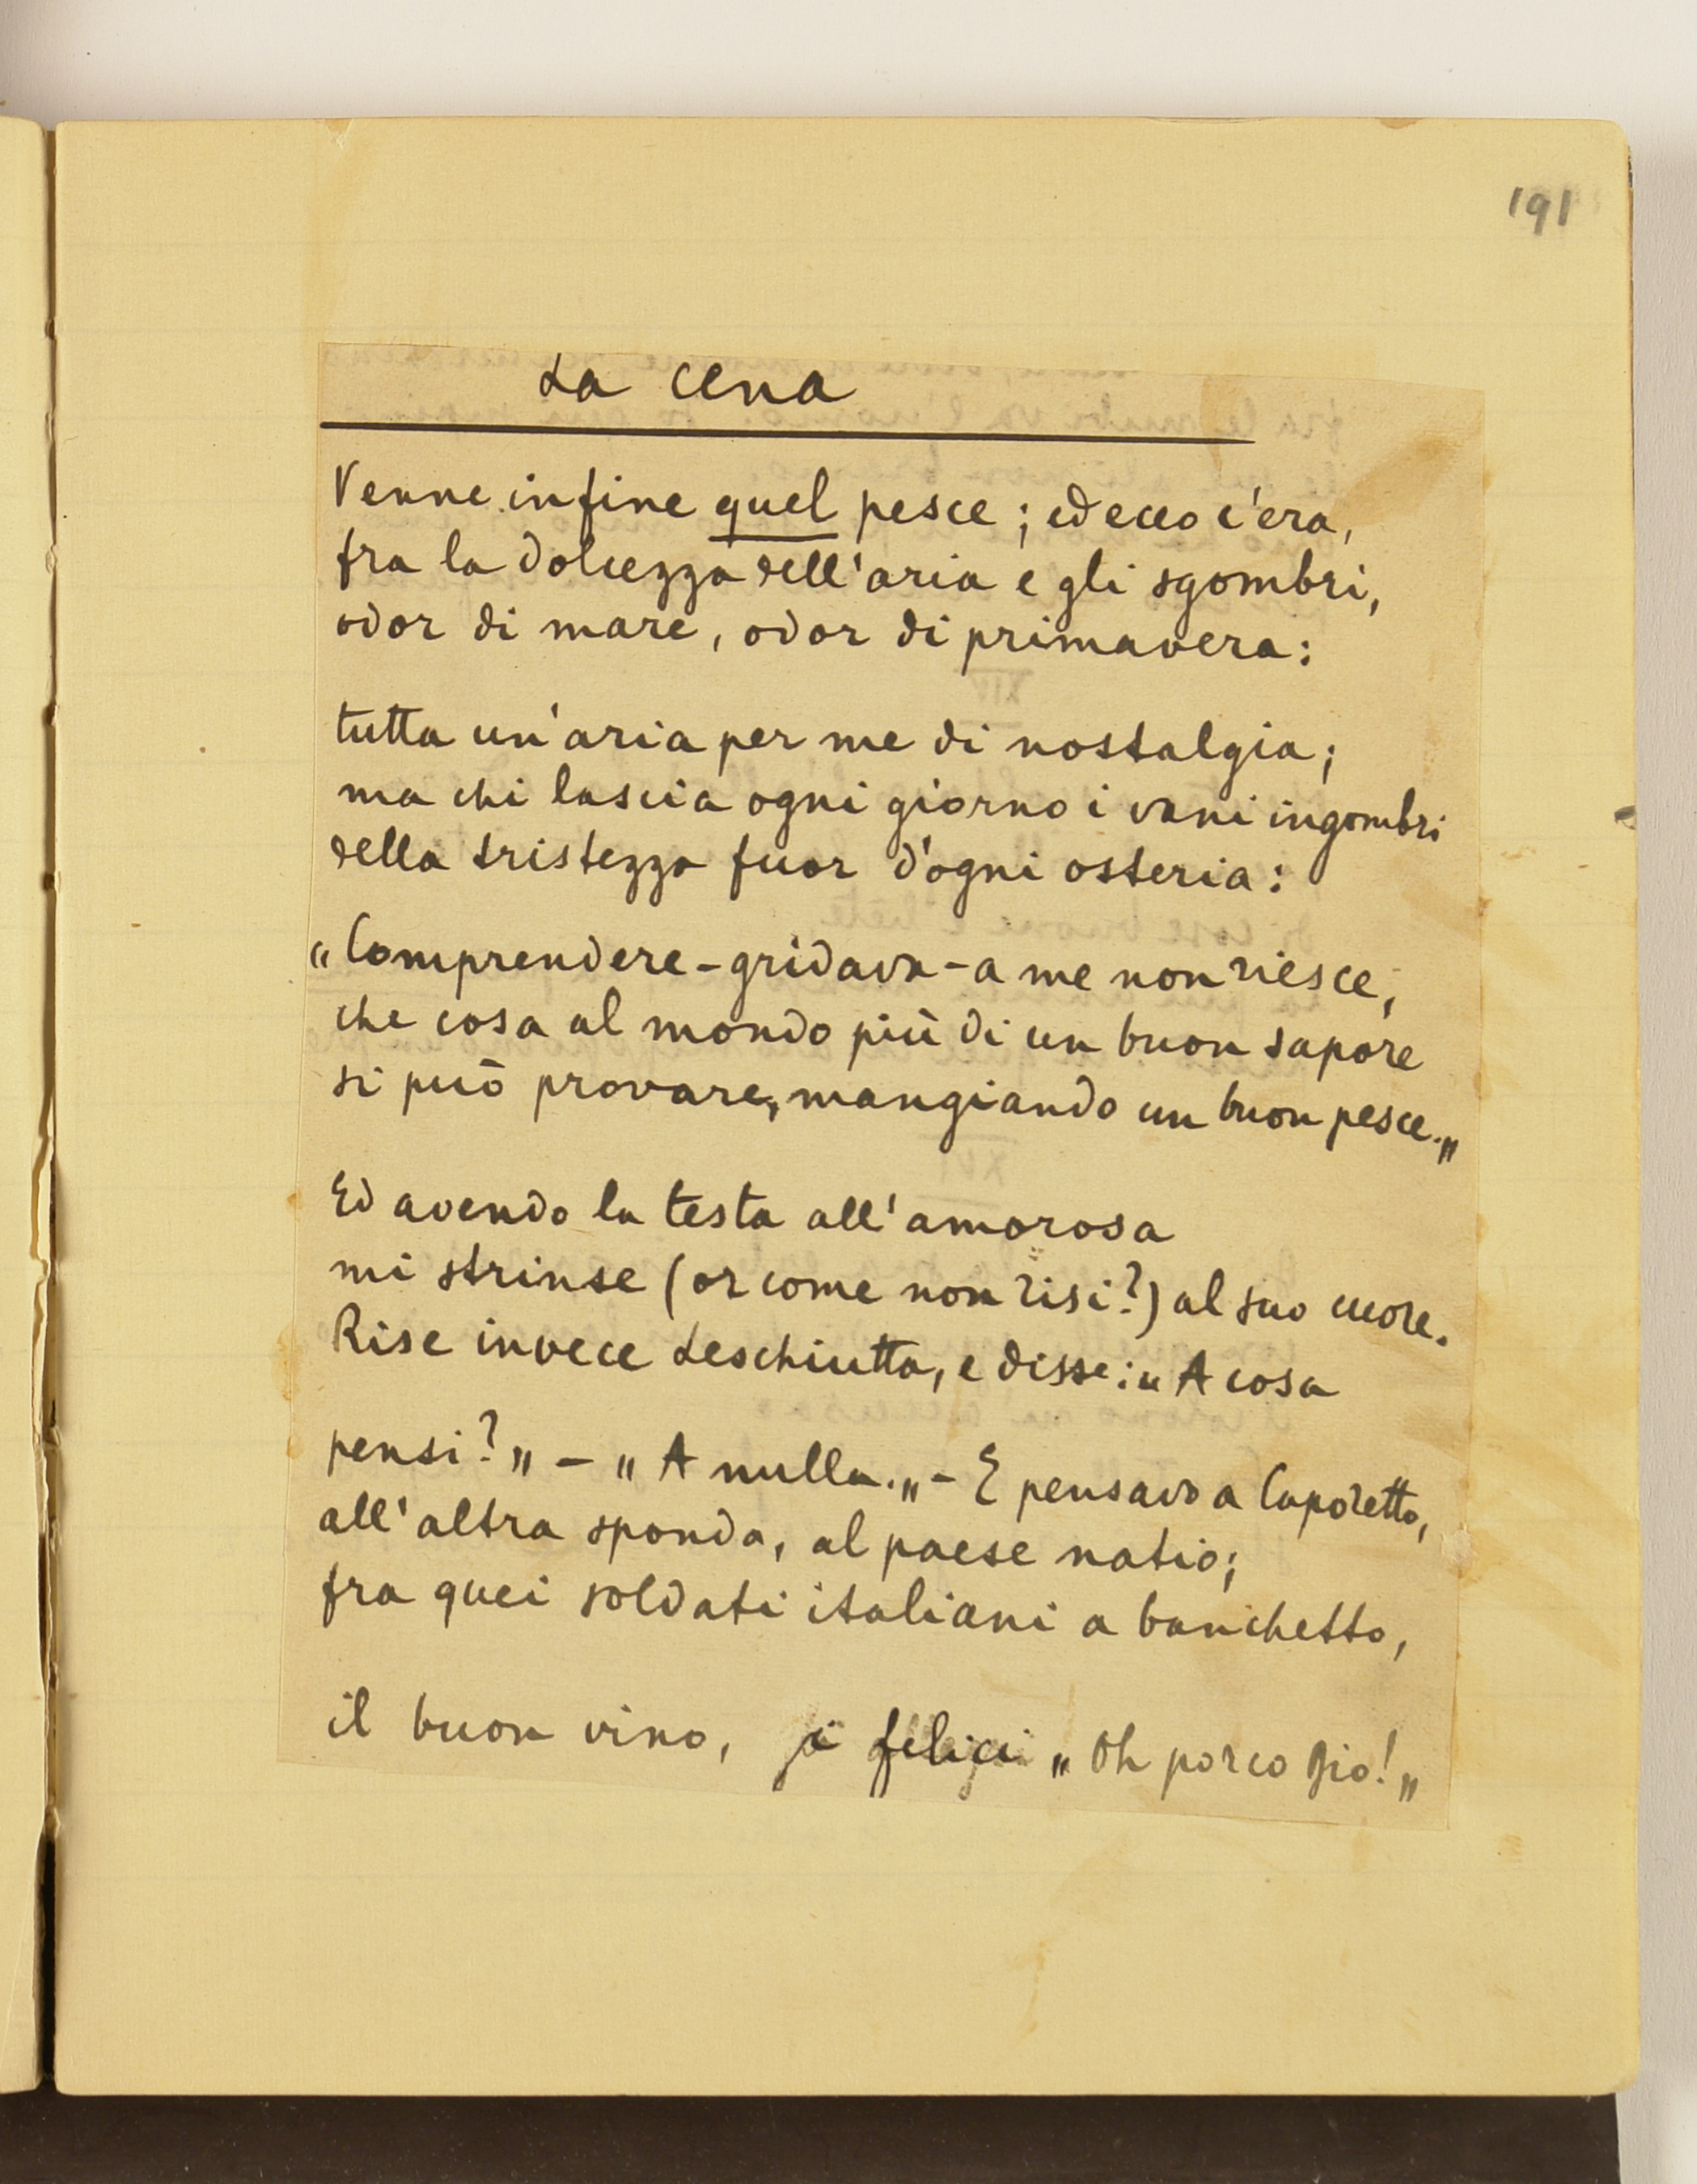 191
La cena
Venne infine quel pesce; ed ecco c'era,
fra la dolcezza dell'aria e gli sgombri,
odor di mare, odor di primavera:
tutta un'aria per me di nostalgia;
ma chi lascia ogni giorno i vani ingombri
della tristezza fuor d'ogni osteria:
"Comprendere - gridava - a me non riesce,
che cosa al mondo più di un buon sapore
si può provare, mangiando un buon pesce."
Ed avendo la testa all'amorosa
mi strinse (or come non risi?) al suo cuore.
Rise invece Leschiutta, e disse: "A cosa
pensi?" - "A nulla." - E pensavo a Caporetto,
all'altra sponda, al paese natio;
fra quei soldati italiani a banchetto,
il buon vino, i felici "Oh porco Dio!"